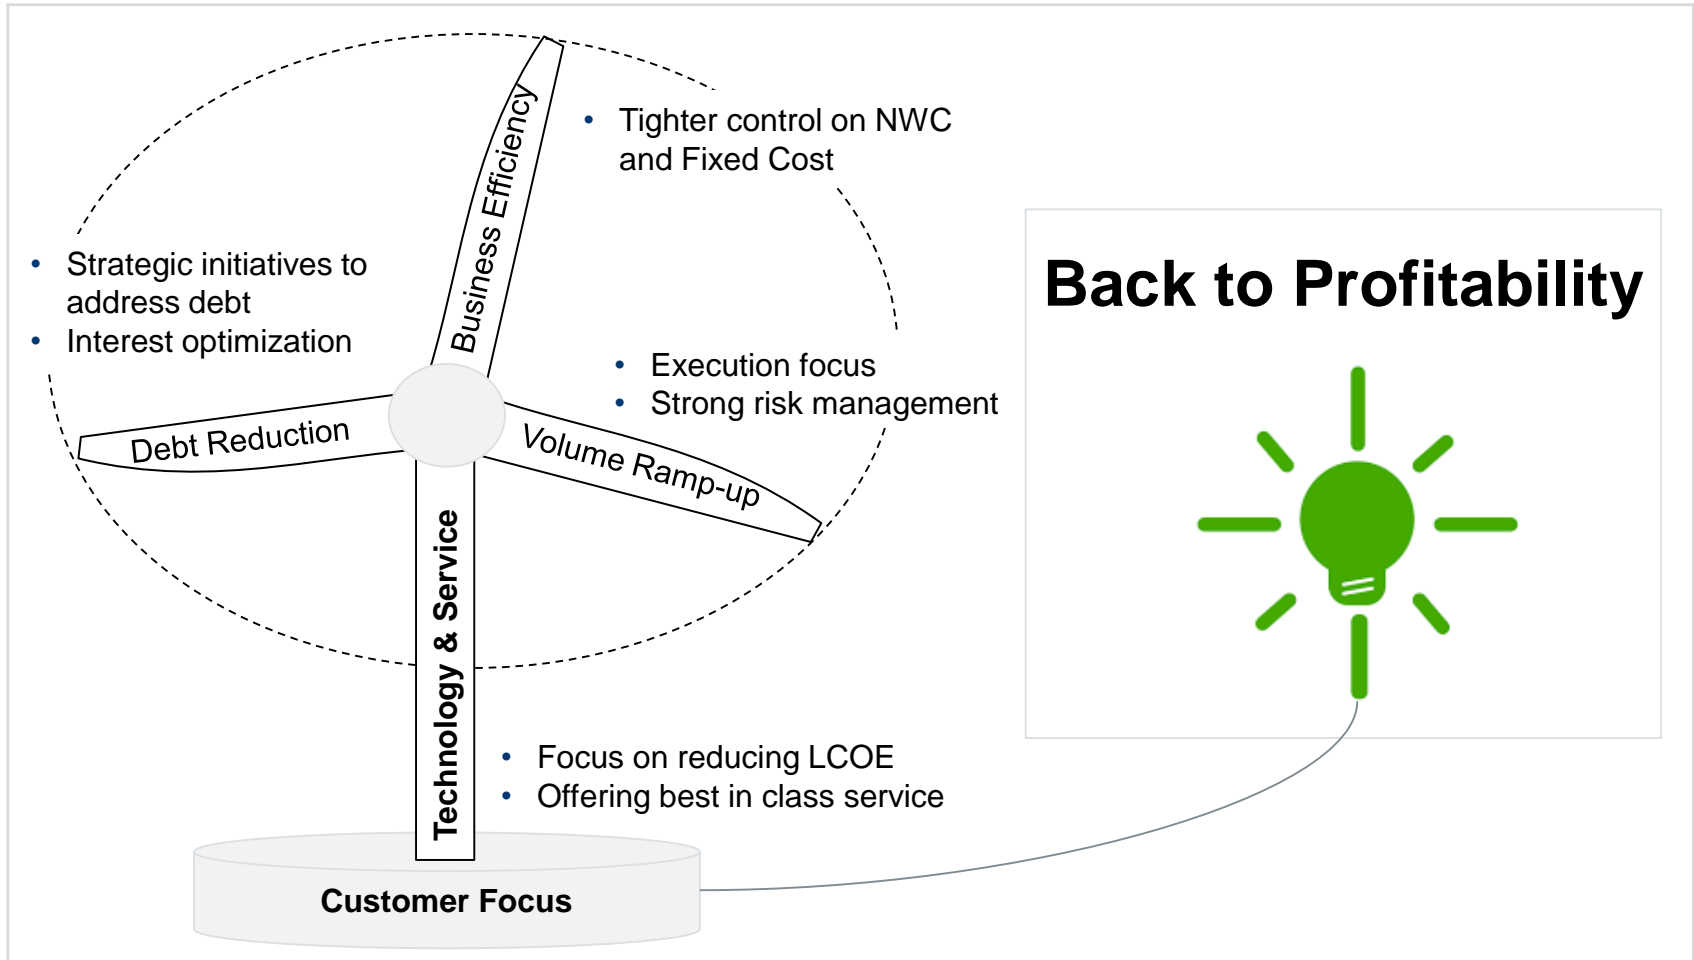 Business Efficiency
• Tighter control on NWC
and Fixed Cost
• Strategic initiatives to
address debt
• Interest optimization
Back to Profitability
• Execution focus
• Strong risk management
Debt Reduction
Volume Ramp-up
Technology & Service
• Focus on reducing LCOE
• Offering best in class service
Customer Focus